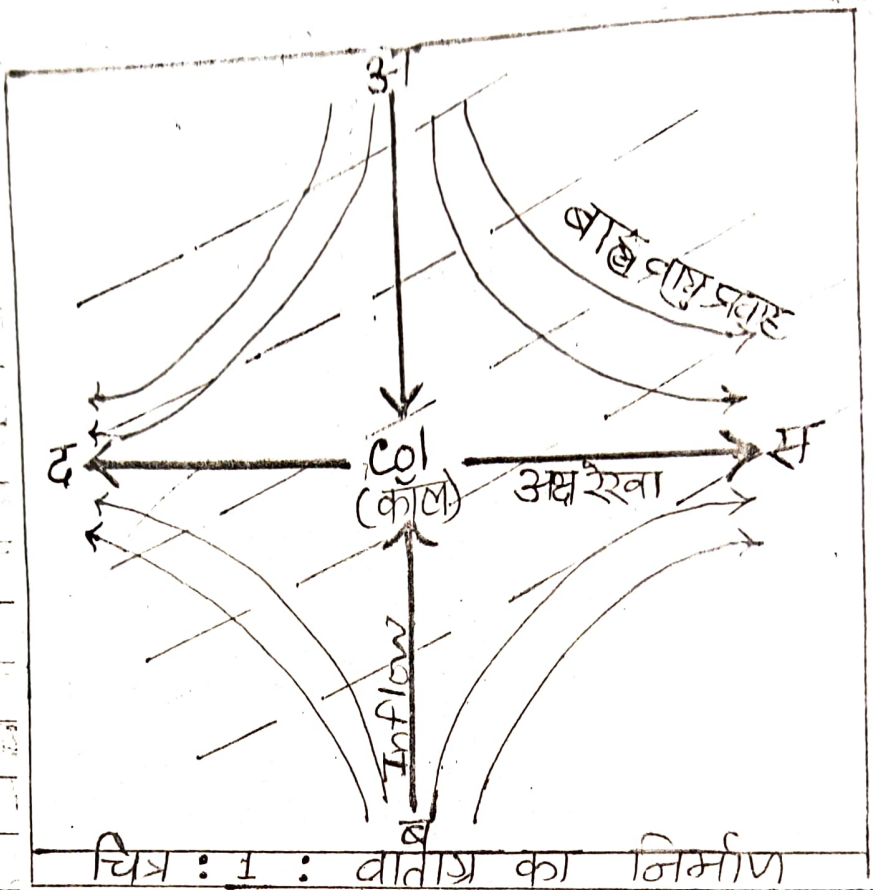 अ
बाह्य वायु प्रवाह
द
Col
स
(कॉल)
अक्ष रेखा
Inflow
ब
चित्र : 1 : वाताग्र का निर्माण